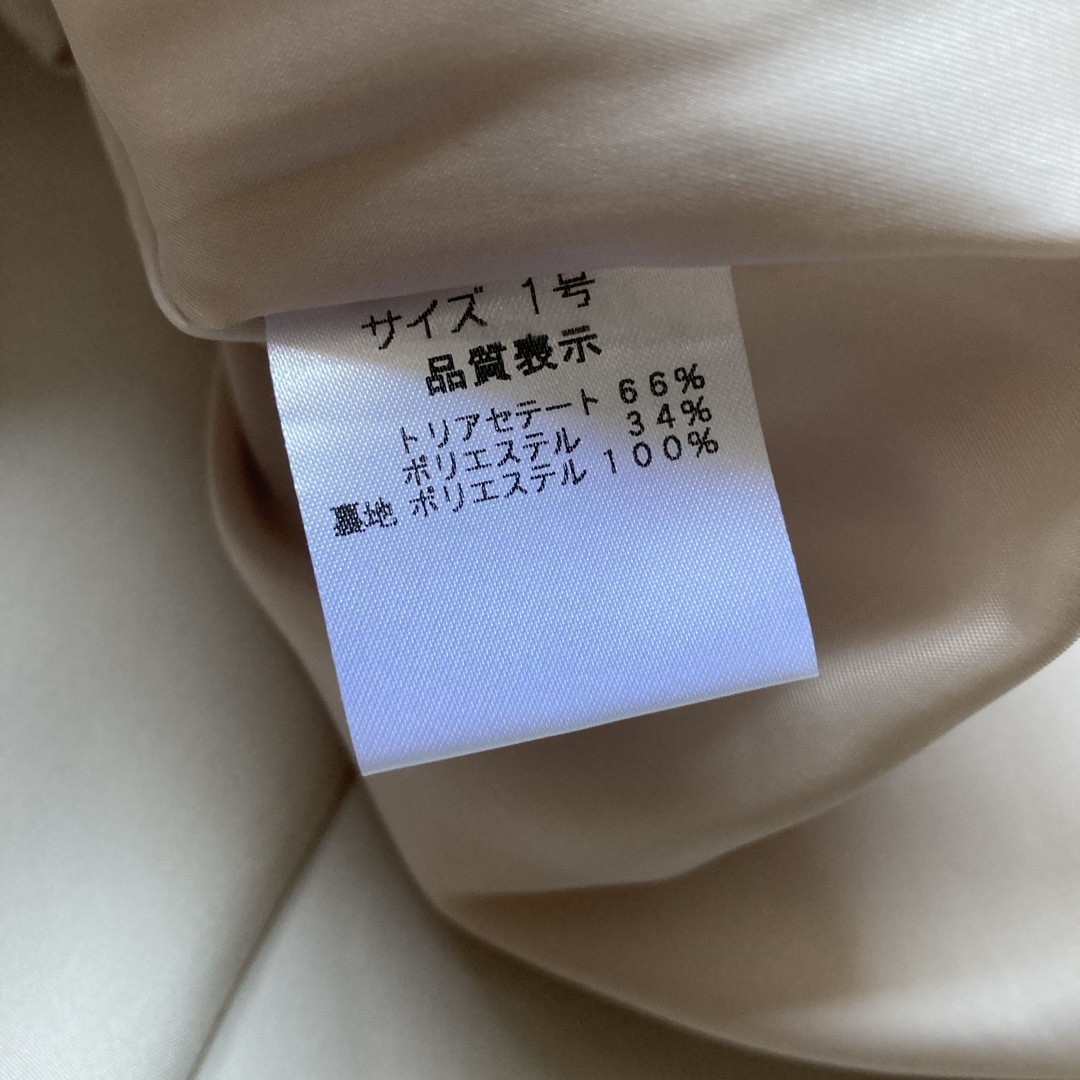 サイズ 1号
品質表示
トリアセテート 66%
ポリエステル 34%
裏地 ポリエステル 100%